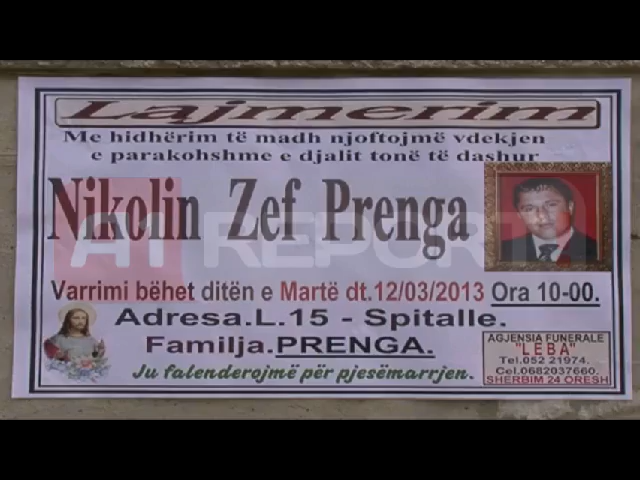 Lajmerim
Me hidhërim të madh njoftojmë vdekjen
e parakohshme e djalit tonë të dashur
Nikolin Zef Prenga
A1 REPORT
Varrimi bëhet ditën e Martë dt.12/03/2013 Ora 10-00.
Adresa.L.15 - Spitalle.
Familja.PRENGA.
Ju falenderojmë për pjesëmarrjen.
AGJENSIA FUNERALE
"LEBA"
Tel.052 21974.
Cel.0682037660.
SHERBIM 24 ORESH